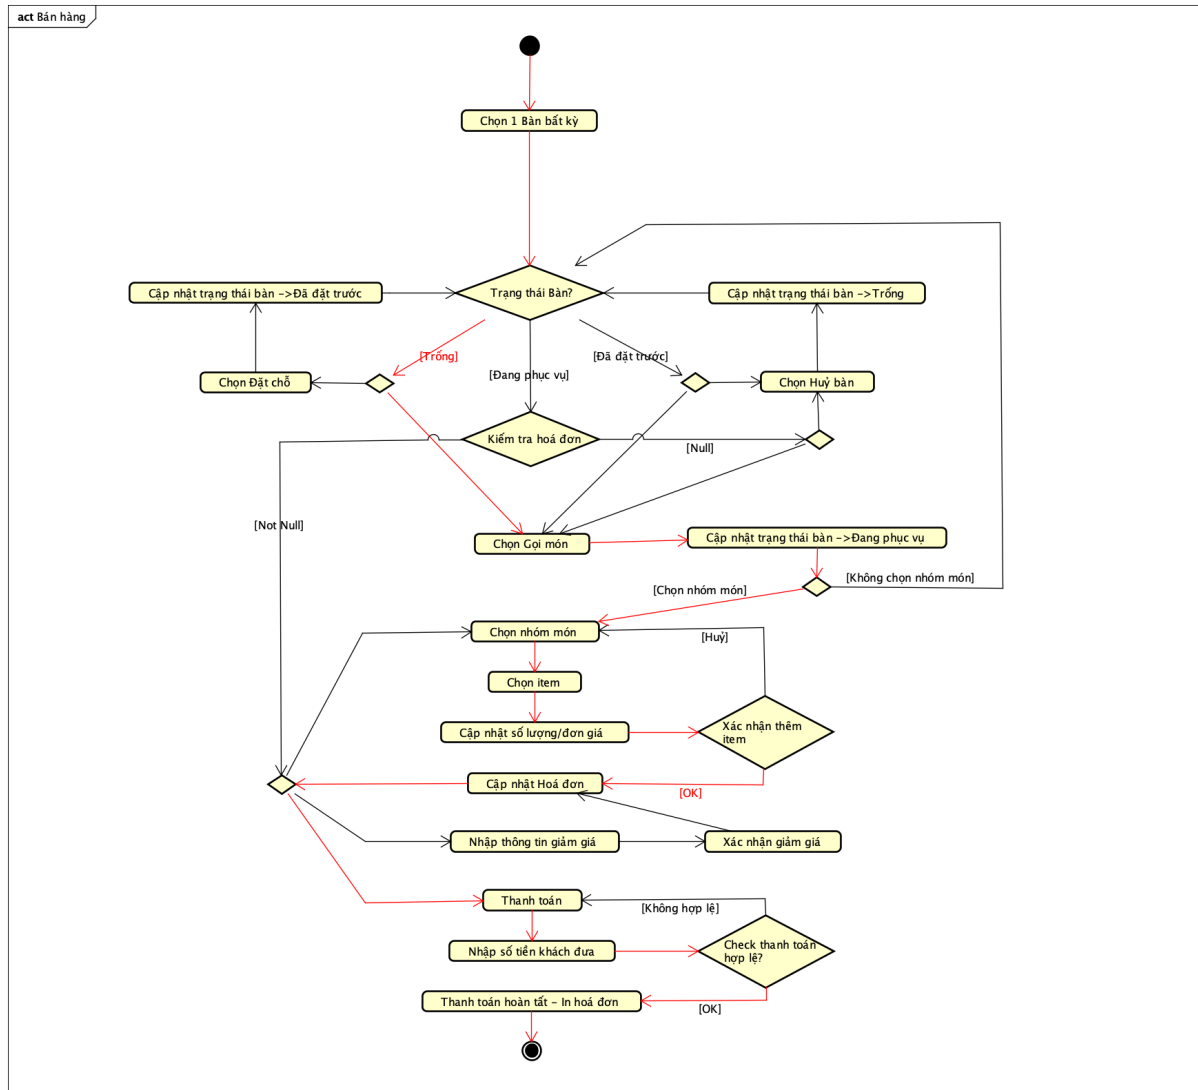 act Bán hàng
Chọn 1 Bàn bất kỳ
Cập nhật trạng thái bàn ->Đã đặt trước
Trạng thái Bàn?
Cập nhật trạng thái bàn ->Trống
[Trống]
[Đã đặt trước]
[Đang phục vụ]
Chọn Đặt chỗ
Chọn Huỷ bàn
Kiểm tra hoá đơn
[Null]
[Not Null]
Chọn Gọi món
Cập nhật trạng thái bàn ->Đang phục vụ
[Không chọn nhóm món]
[Chọn nhóm món]
Chọn nhóm món
[Huỷ]
Chọn item
Cập nhật số lượng/đơn giá
Xác nhận thêm
item
Cập nhật Hoá đơn
[OK]
Nhập thông tin giảm giá
Xác nhận giảm giá
Thanh toán
[Không hợp lệ]
Nhập số tiền khách đưa
Check thanh toán
hợp lệ?
Thanh toán hoàn tất - In hoá đơn
[OK]